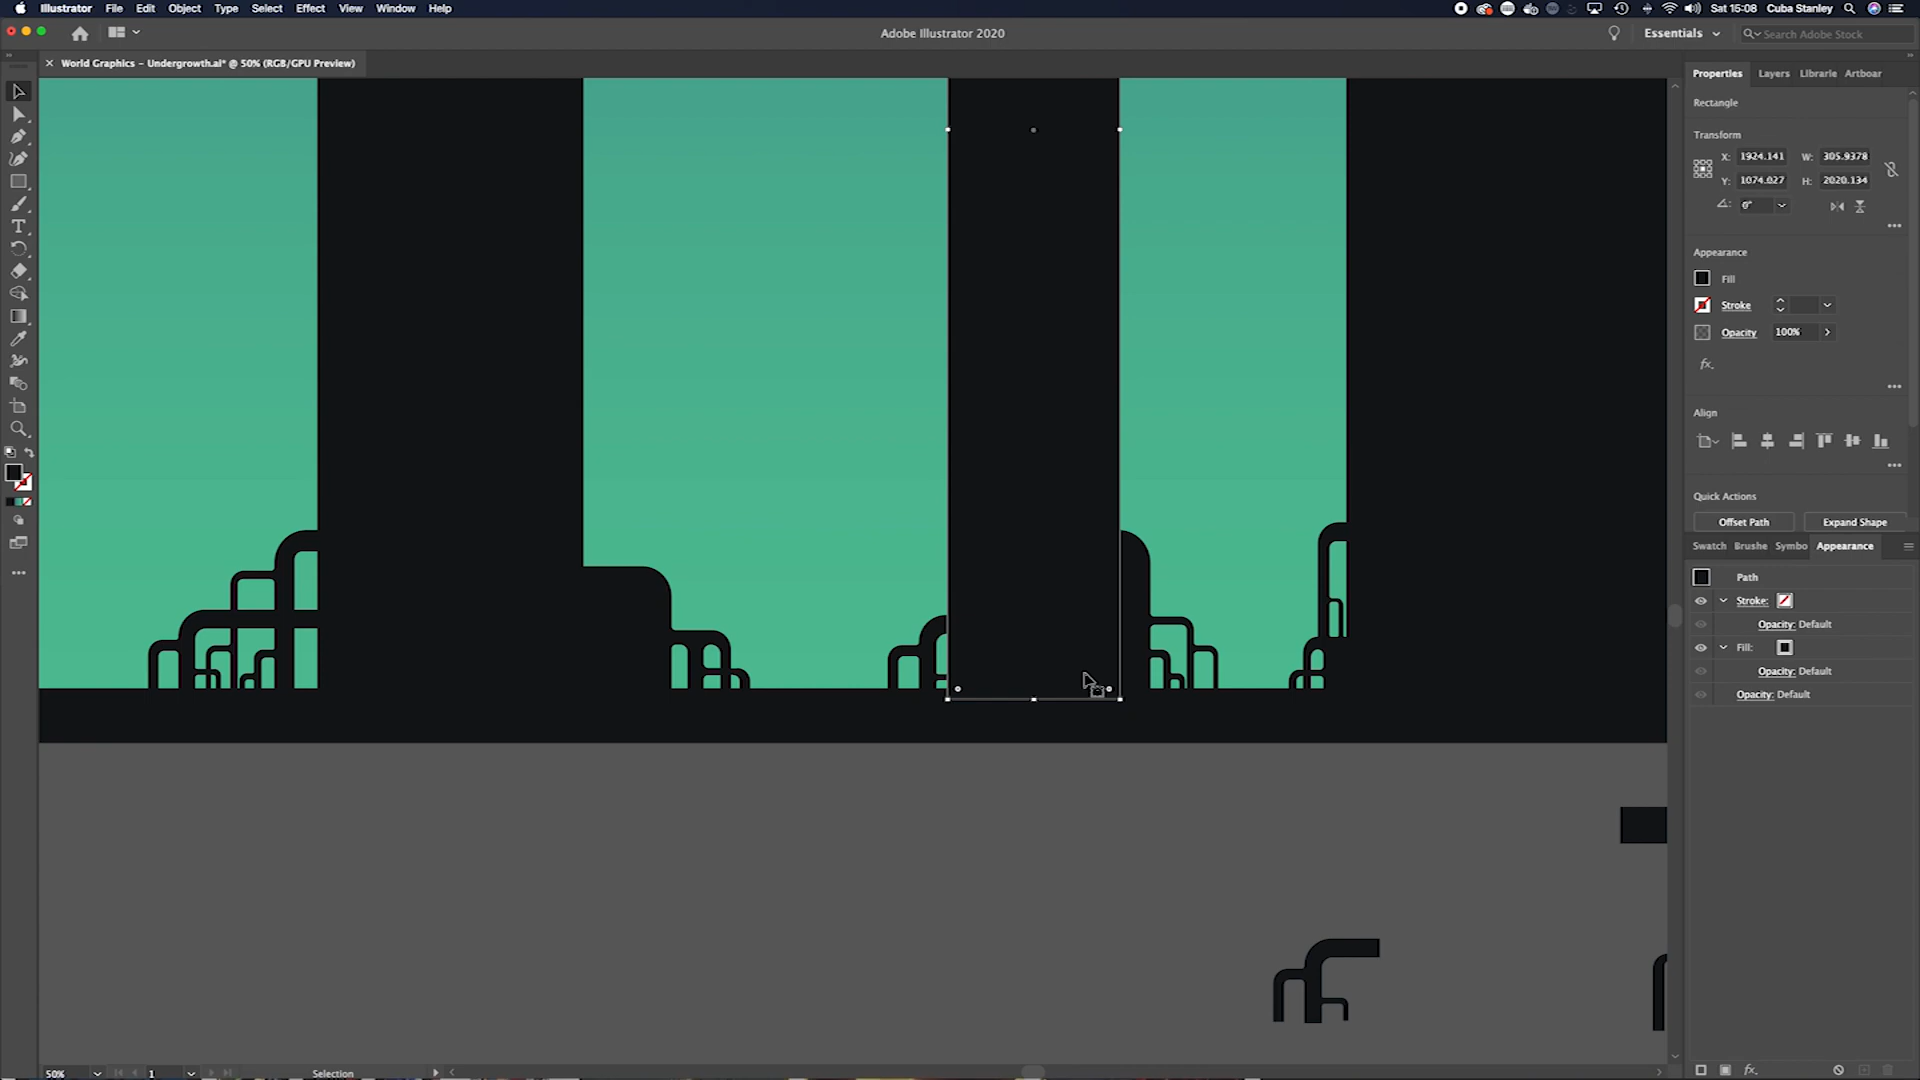 Illustrator File Edit Object Type Select Effect View Window Help
Sat 15:08 Cuba Stanley
Adobe Illustrator 2020
Essentials
Search Adobe Stock
World Graphics - Undergrowth.ai* @ 50% (RGB/GPU Preview)
Properties Layers Librarie Artboar
Rectangle
Transform
X: 1924.141 W: 305.9378
Y: 1074.027 H: 2020.134
0°
Appearance
Fill
Stroke
Opacity 100%
fx.
Align
Quick Actions
Offset Path Expand Shape
Swatch Brushe Symbo Appearance
Path
Stroke:
Opacity: Default
Fill:
Opacity: Default
Opacity: Default
50% 1 Selection
fx.